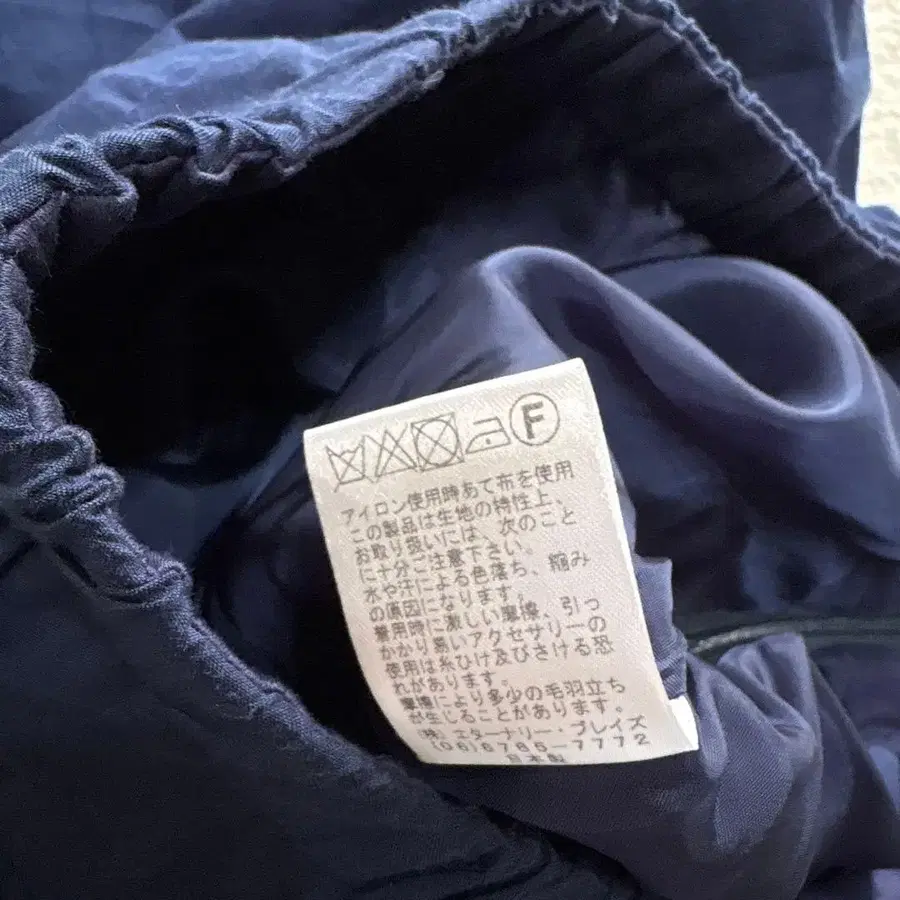 F
アイロン使用時あて布を使用
この製品は生地の特性上、
お取り扱いには、次のこと
に十分ご注意下さい。
水や汗による色落ち、縮み
の原因になります。
着用時に激しい摩擦、引っ
かかり易いアクセサリーの
使用は糸ひけ及びさける恐
れがあります。
摩擦により多少の毛羽立ち
が生じることがあります。
(株)エターナリー・プレイズ
(06)6765-7772
日本製